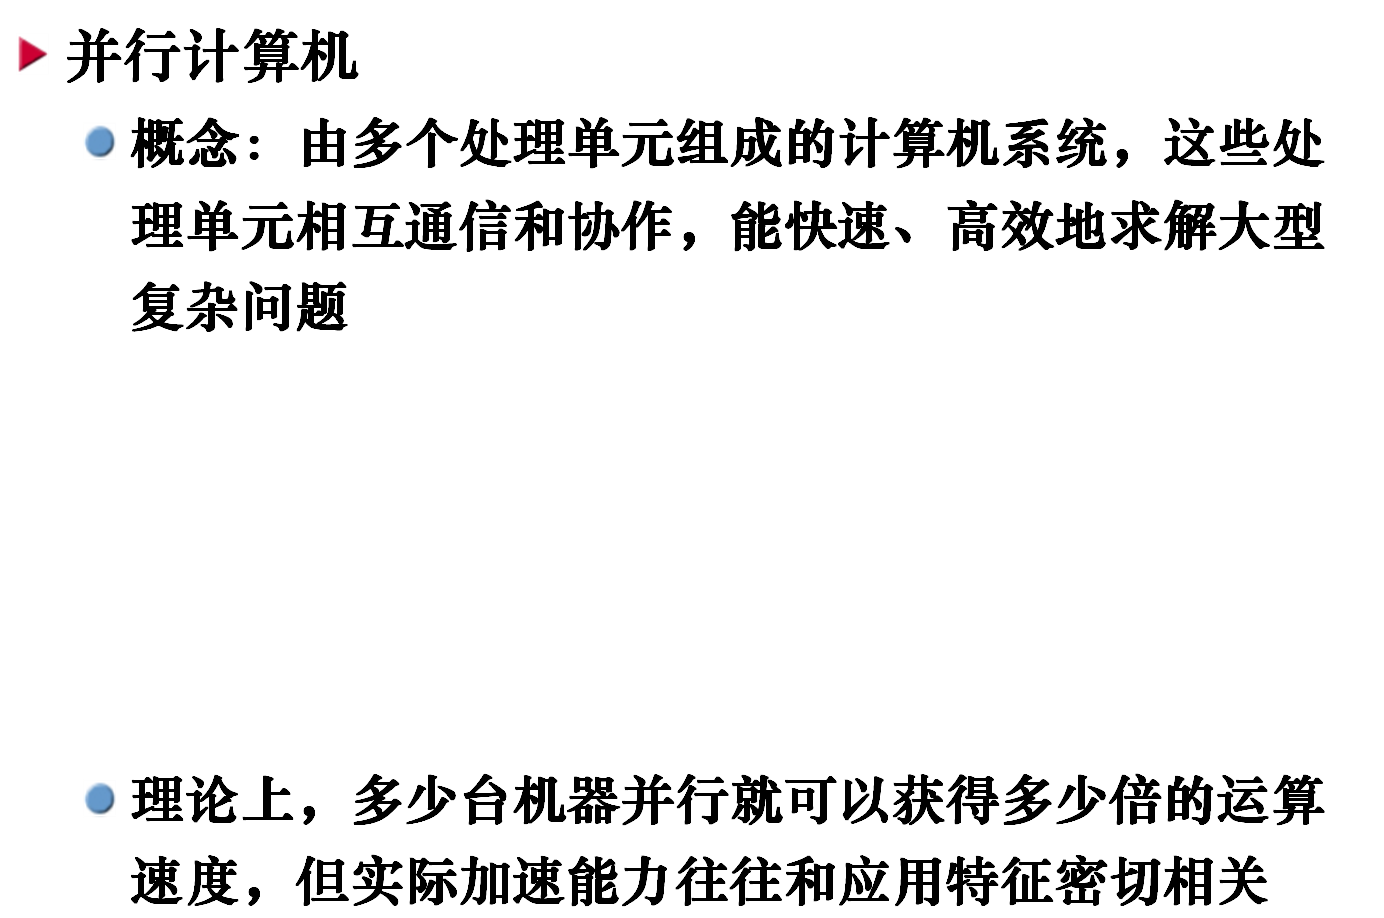 并行计算机
概念：由多个处理单元组成的计算机系统，这些处
理单元相互通信和协作，能快速、高效地求解大型
复杂问题
理论上，多少台机器并行就可以获得多少倍的运算
速度，但实际加速能力往往和应用特征密切相关